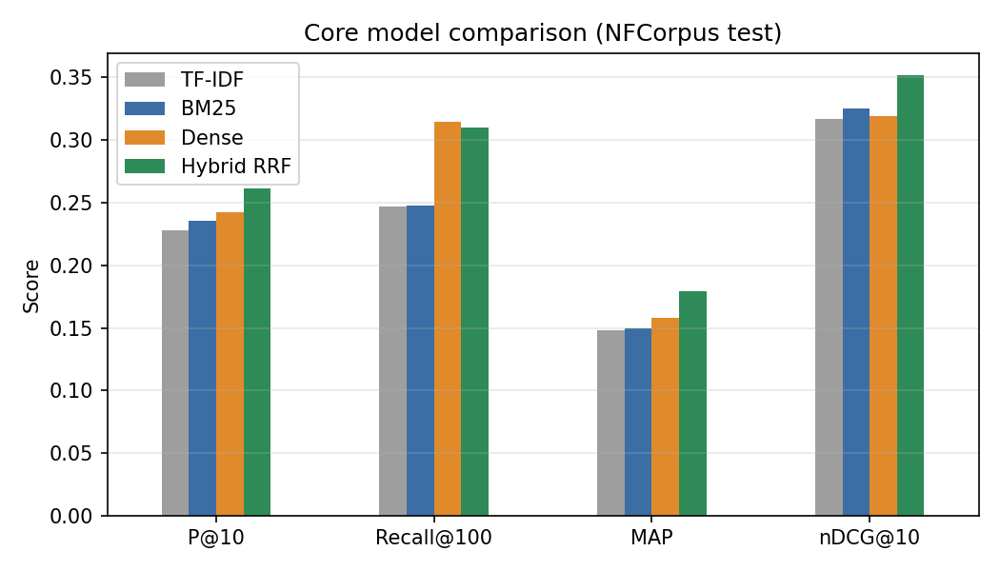 Core model comparison (NFCorpus test)
TF-IDF
BM25
Dense
Hybrid RRF
Score
0.35
0.30
0.25
0.20
0.15
0.10
0.05
0.00
P@10
Recall@100
MAP
nDCG@10